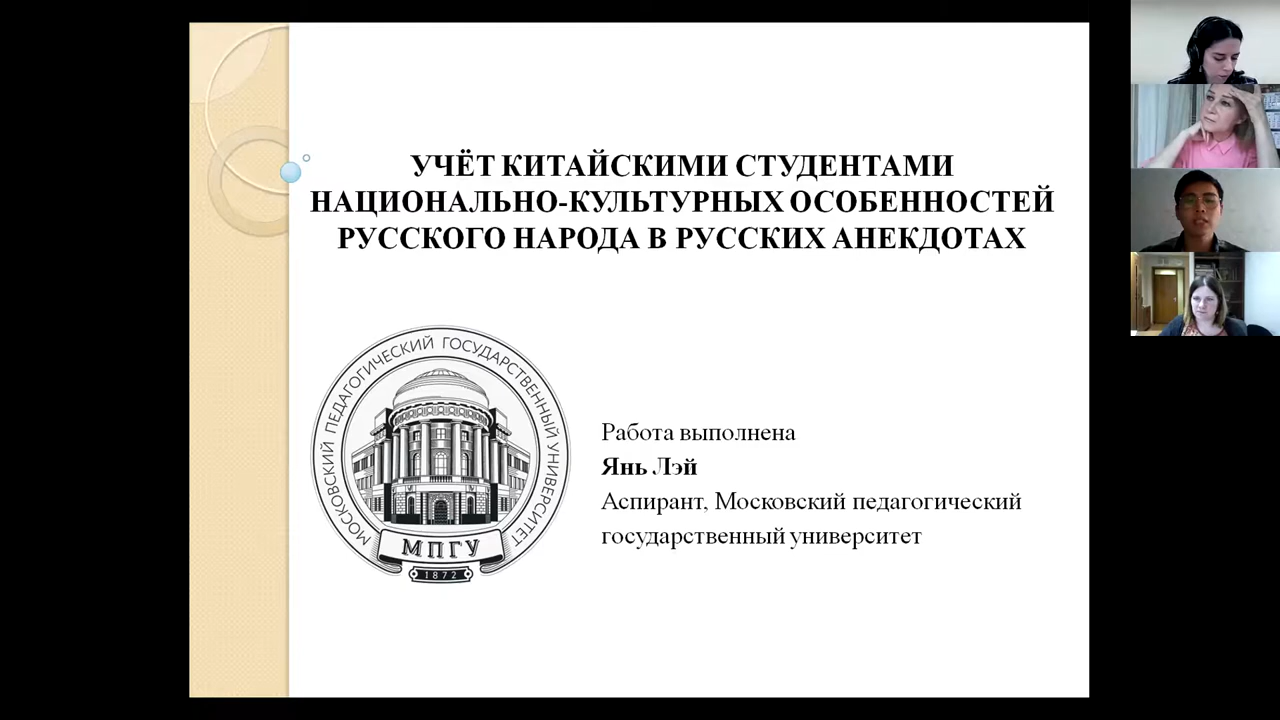 УЧЁТ КИТАЙСКИМИ СТУДЕНТАМИ
НАЦИОНАЛЬНО-КУЛЬТУРНЫХ ОСОБЕННОСТЕЙ
РУССКОГО НАРОДА В РУССКИХ АНЕКДОТАХ
МОСКОВСКИЙ ПЕДАГОГИЧЕСКИЙ ГОСУДАРСТВЕННЫЙ УНИВЕРСИТЕТ
МПГУ
1872
Работа выполнена
Янь Лэй
Аспирант, Московский педагогический
государственный университет